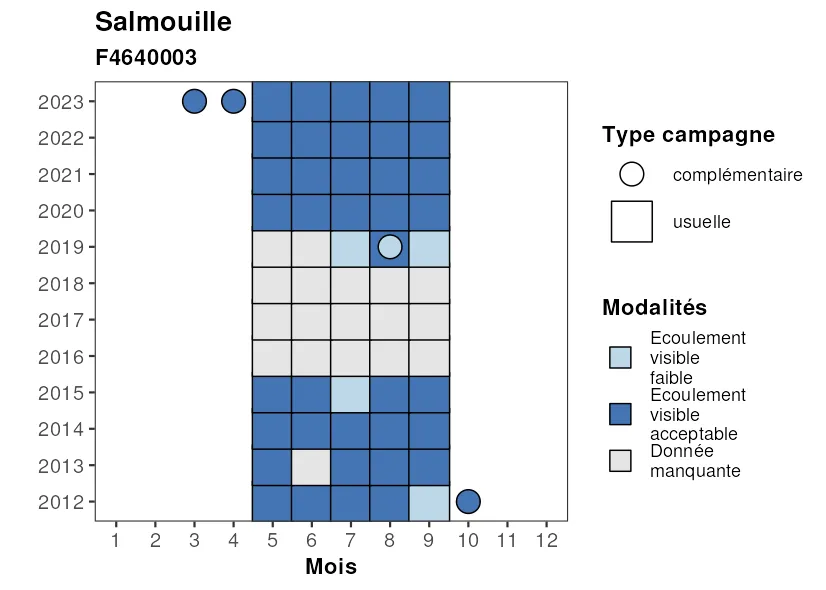 Salmouille
F4640003
2023
2022
2021
2020
2019
2018
2017
2016
2015
2014
2013
2012
1 2 3 4 5 6 7 8 9 10 11 12
Mois
Type campagne
complémentaire
usuelle
Modalités
Ecoulement
visible
faible
Ecoulement
visible
acceptable
Donnée
manquante